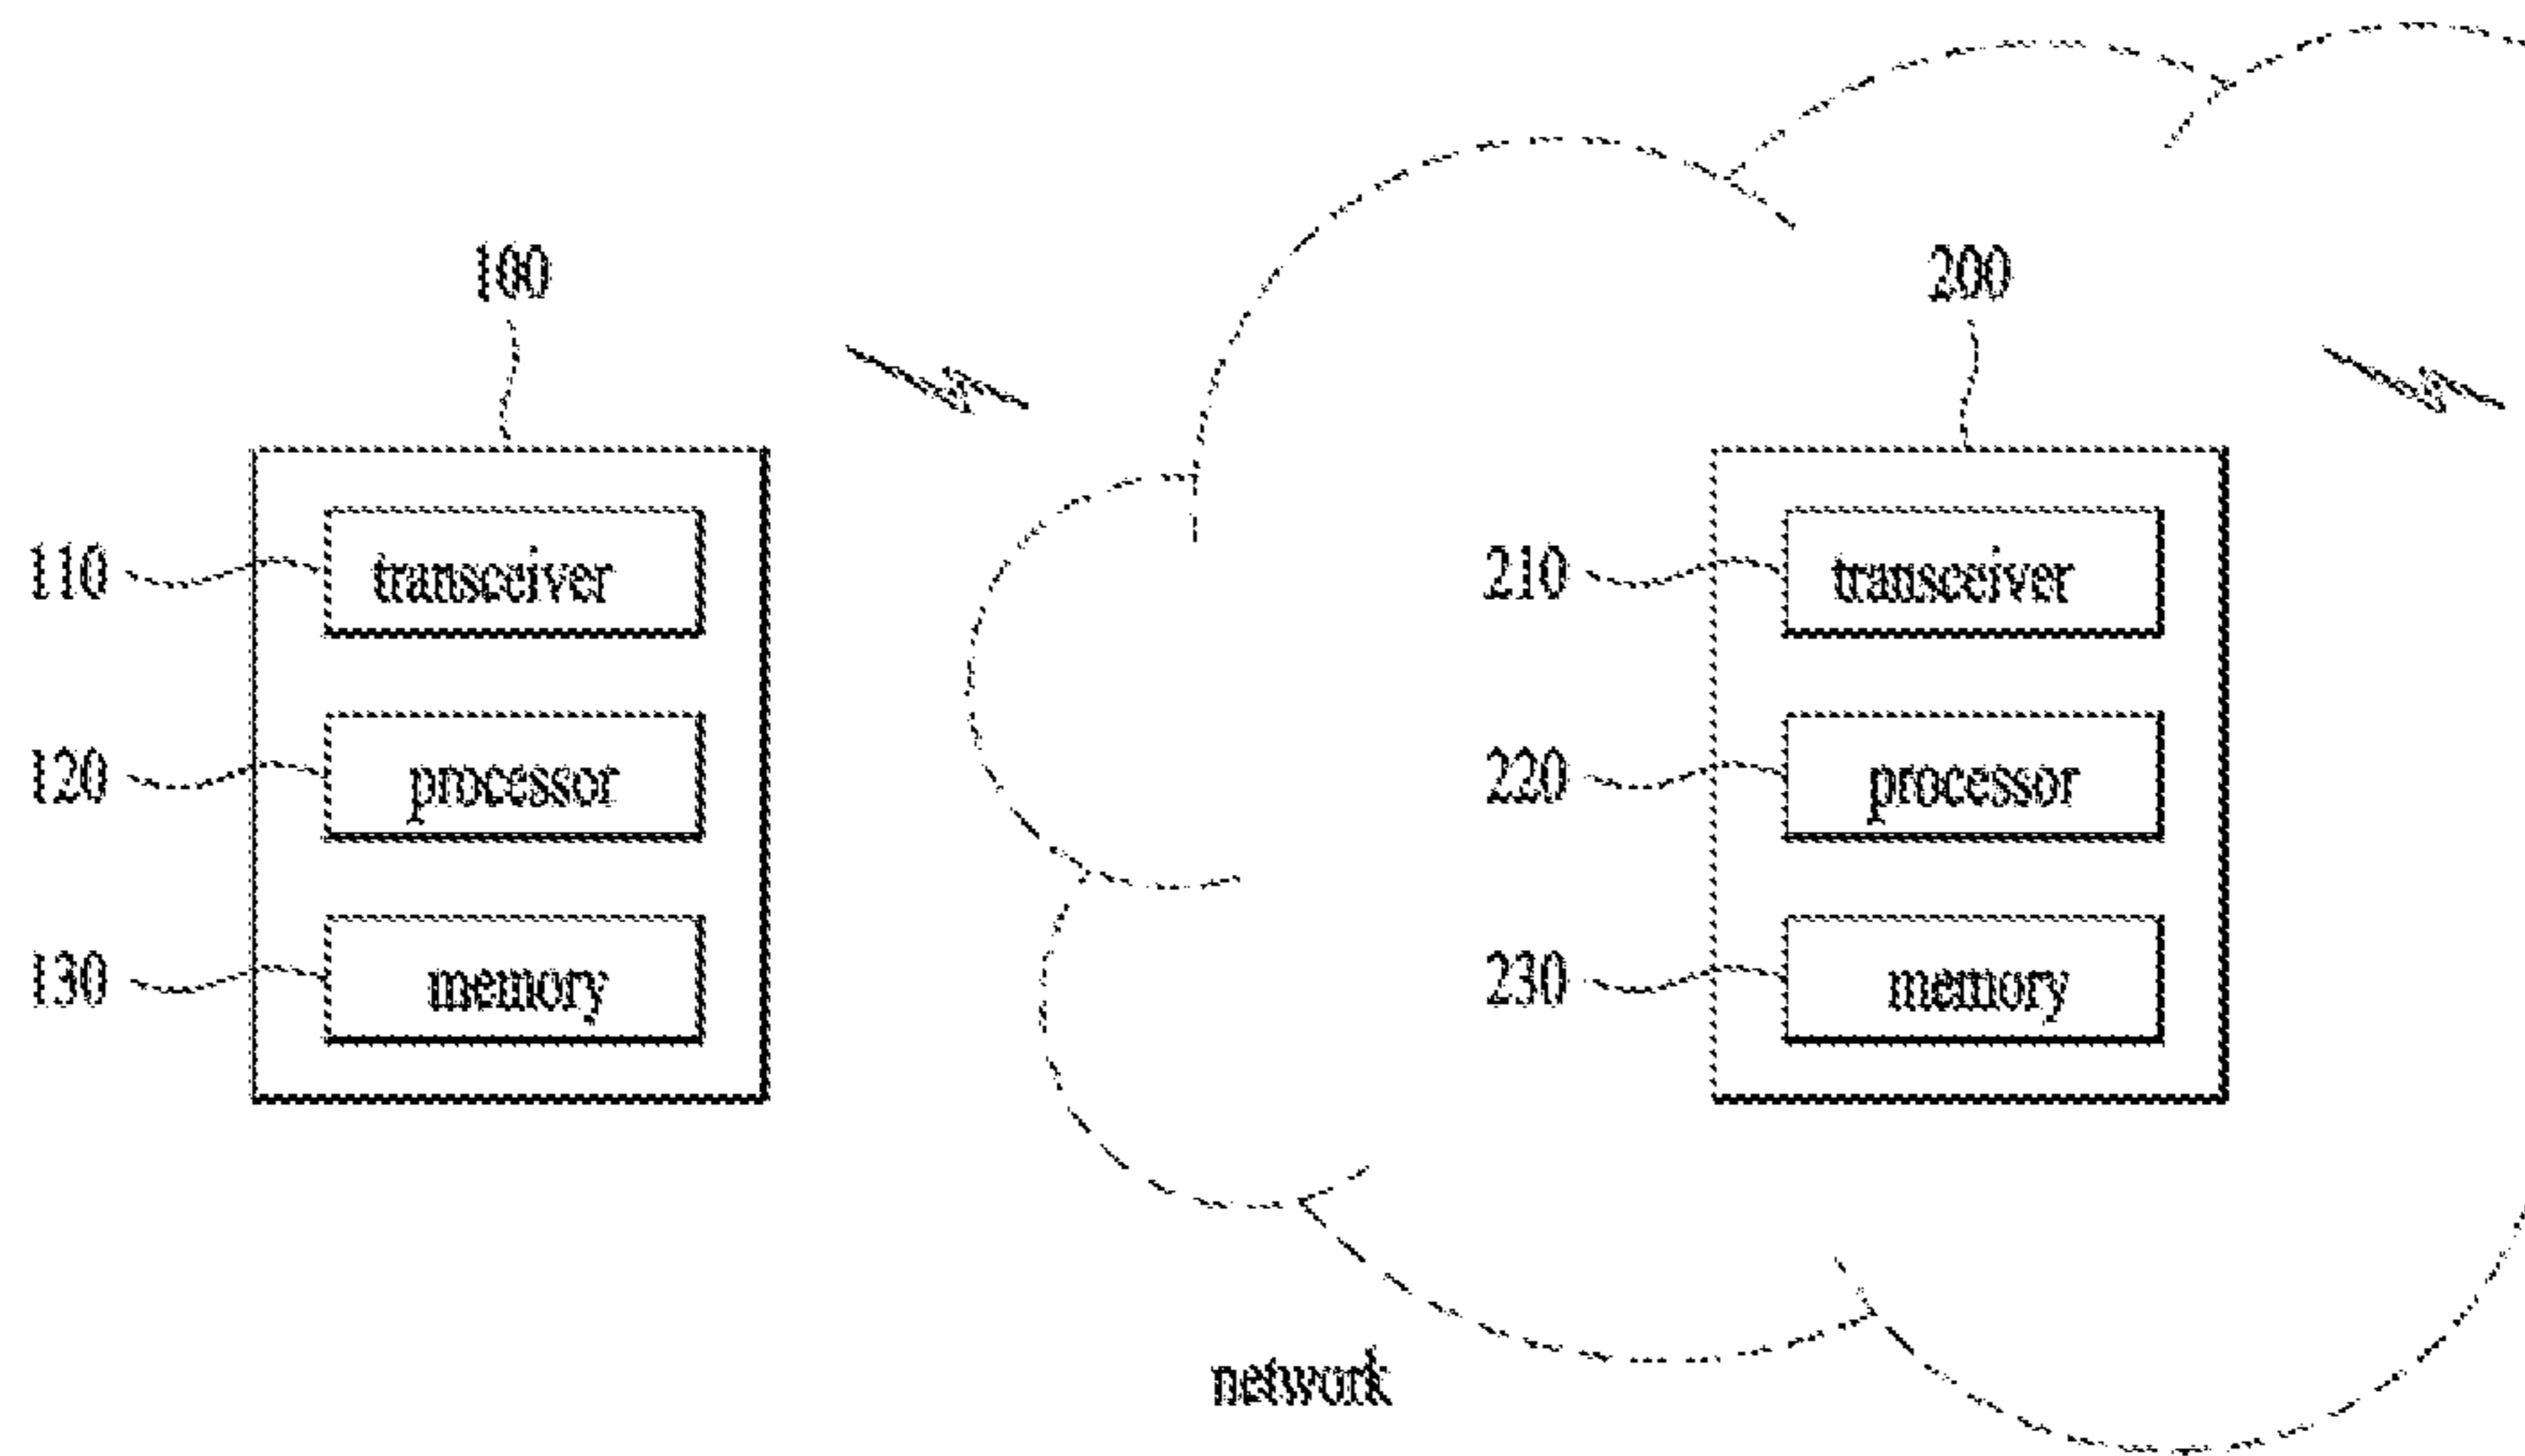 100
200
110
transceiver
210
transceiver
120
processor
220
processor
130
memory
230
memory
network